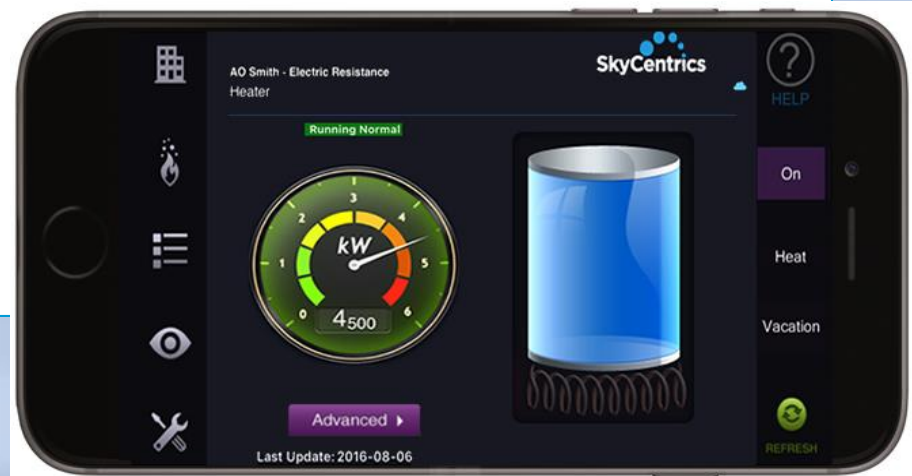 AO Smith - Electric Resistance
Heater
SkyCentrics
HELP
Running Normal
On
Heat
Vacation
REFRESH
0
1
2
3
4
5
6
kW
4500
Advanced
Last Update: 2016-08-06